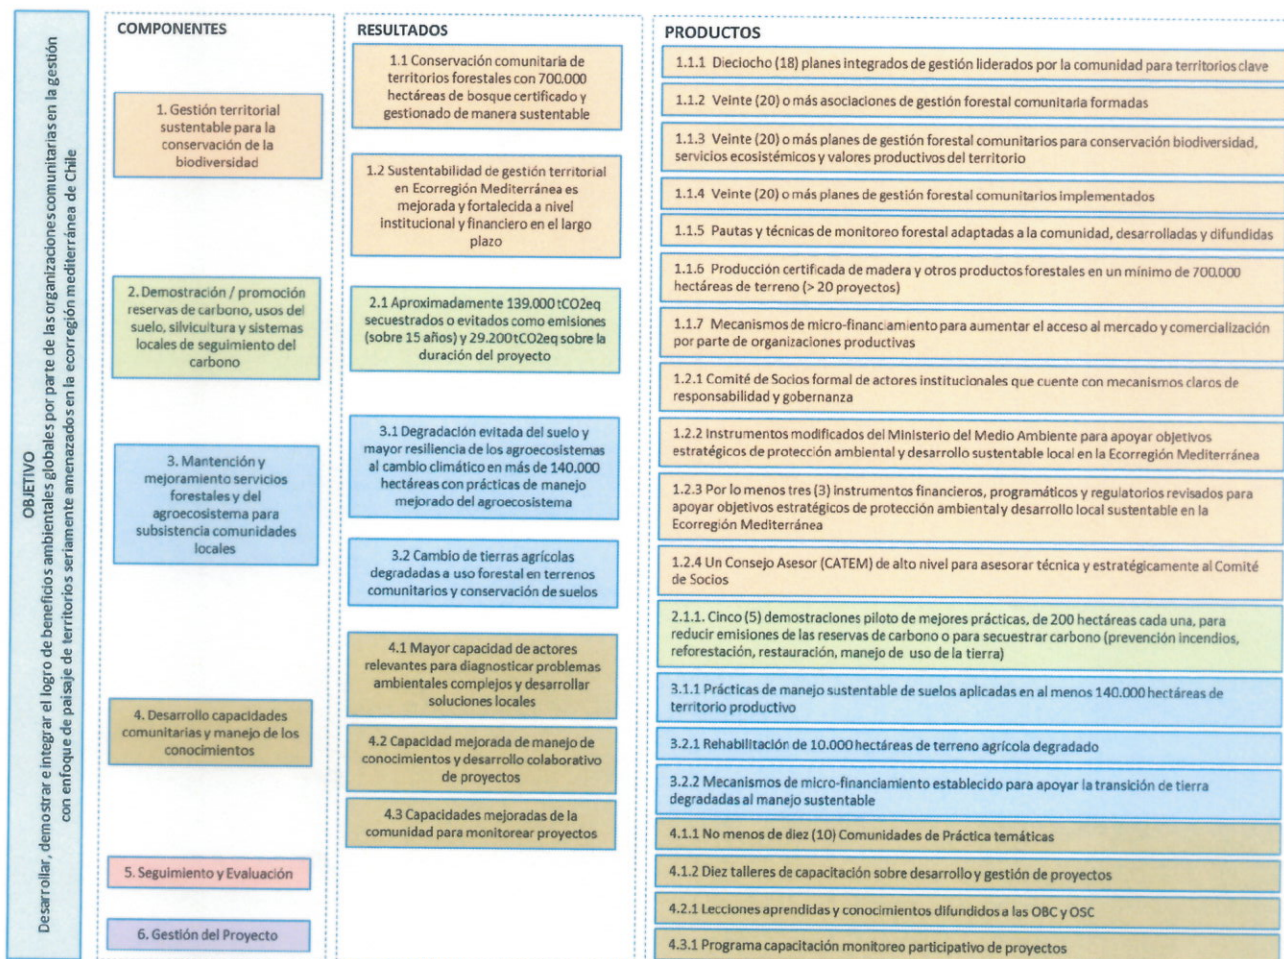 OBJETIVO
Desarrollar, demostrar e integrar el logro de beneficios ambientales globales por parte de las organizaciones comunitarias en la gestión
con enfoque de paisaje de territorios seriamente amenazados en la ecorregión mediterránea de Chile
COMPONENTES
1. Gestión territorial
sustentable para la
conservación de la
biodiversidad
2. Demostración / promoción
reservas de carbono, usos del
suelo, silvicultura y sistemas
locales de seguimiento del
carbono
3. Mantención y
mejoramiento servicios
forestales y del
agroecosistema para
subsistencia comunidades
locales
4. Desarrollo capacidades
comunitarias y manejo de los
conocimientos
5. Seguimiento y Evaluación
6. Gestión del Proyecto
RESULTADOS
1.1 Conservación comunitaria de
territorios forestales con 700.000
hectáreas de bosque certificado y
gestionado de manera sustentable
1.2 Sustentabilidad de gestión territorial
en Ecorregión Mediterránea es
mejorada y fortalecida a nivel
institucional y financiero en el largo
plazo
2.1 Aproximadamente 139.000 tCO2eq
secuestrados o evitados como emisiones
(sobre 15 años) y 29.200 tCO2eq sobre la
duración del proyecto
3.1 Degradación evitada del suelo y
mayor resiliencia de los agroecosistemas
al cambio climático en más de 140.000
hectáreas con prácticas de manejo
mejorado del agroecosistema
3.2 Cambio de tierras agrícolas
degradadas a uso forestal en terrenos
comunitarios y conservación de suelos
4.1 Mayor capacidad de actores
relevantes para diagnosticar problemas
ambientales complejos y desarrollar
soluciones locales
4.2 Capacidad mejorada de manejo de
conocimientos y desarrollo colaborativo
de proyectos
4.3 Capacidades mejoradas de la
comunidad para monitorear proyectos
PRODUCTOS
1.1.1 Dieciocho (18) planes integrados de gestión liderados por la comunidad para territorios clave
1.1.2 Veinte (20) o más asociaciones de gestión forestal comunitaria formadas
1.1.3 Veinte (20) o más planes de gestión forestal comunitarios para conservación biodiversidad,
servicios ecosistémicos y valores productivos del territorio
1.1.4 Veinte (20) o más planes de gestión forestal comunitarios implementados
1.1.5 Pautas y técnicas de monitoreo forestal adaptadas a la comunidad, desarrolladas y difundidas
1.1.6 Producción certificada de madera y otros productos forestales en un mínimo de 700.000
hectáreas de terreno (> 20 proyectos)
1.1.7 Mecanismos de micro-financiamiento para aumentar el acceso al mercado y comercialización
por parte de organizaciones productivas
1.2.1 Comité de Socios formal de actores institucionales que cuente con mecanismos claros de
responsabilidad y gobernanza
1.2.2 Instrumentos modificados del Ministerio del Medio Ambiente para apoyar objetivos
estratégicos de protección ambiental y desarrollo sustentable local en la Ecorregión Mediterránea
1.2.3 Por lo menos tres (3) instrumentos financieros, programáticos y regulatorios revisados para
apoyar objetivos estratégicos de protección ambiental y desarrollo local sustentable en la
Ecorregión Mediterránea
1.2.4 Un Consejo Asesor (CATEM) de alto nivel para asesorar técnica y estratégicamente al Comité
de Socios
2.1.1. Cinco (5) demostraciones piloto de mejores prácticas, de 200 hectáreas cada una, para
reducir emisiones de las reservas de carbono o para secuestrar carbono (prevención incendios,
reforestación, restauración, manejo de uso de la tierra)
3.1.1 Prácticas de manejo sustentable de suelos aplicadas en al menos 140.000 hectáreas de
territorio productivo
3.2.1 Rehabilitación de 10.000 hectáreas de terreno agrícola degradado
3.2.2 Mecanismos de micro-financiamiento establecido para apoyar la transición de tierra
degradadas al manejo sustentable
4.1.1 No menos de diez (10) Comunidades de Práctica temáticas
4.1.2 Diez talleres de capacitación sobre desarrollo y gestión de proyectos
4.2.1 Lecciones aprendidas y conocimientos difundidos a las OBC y OSC
4.3.1 Programa capacitación monitoreo participativo de proyectos